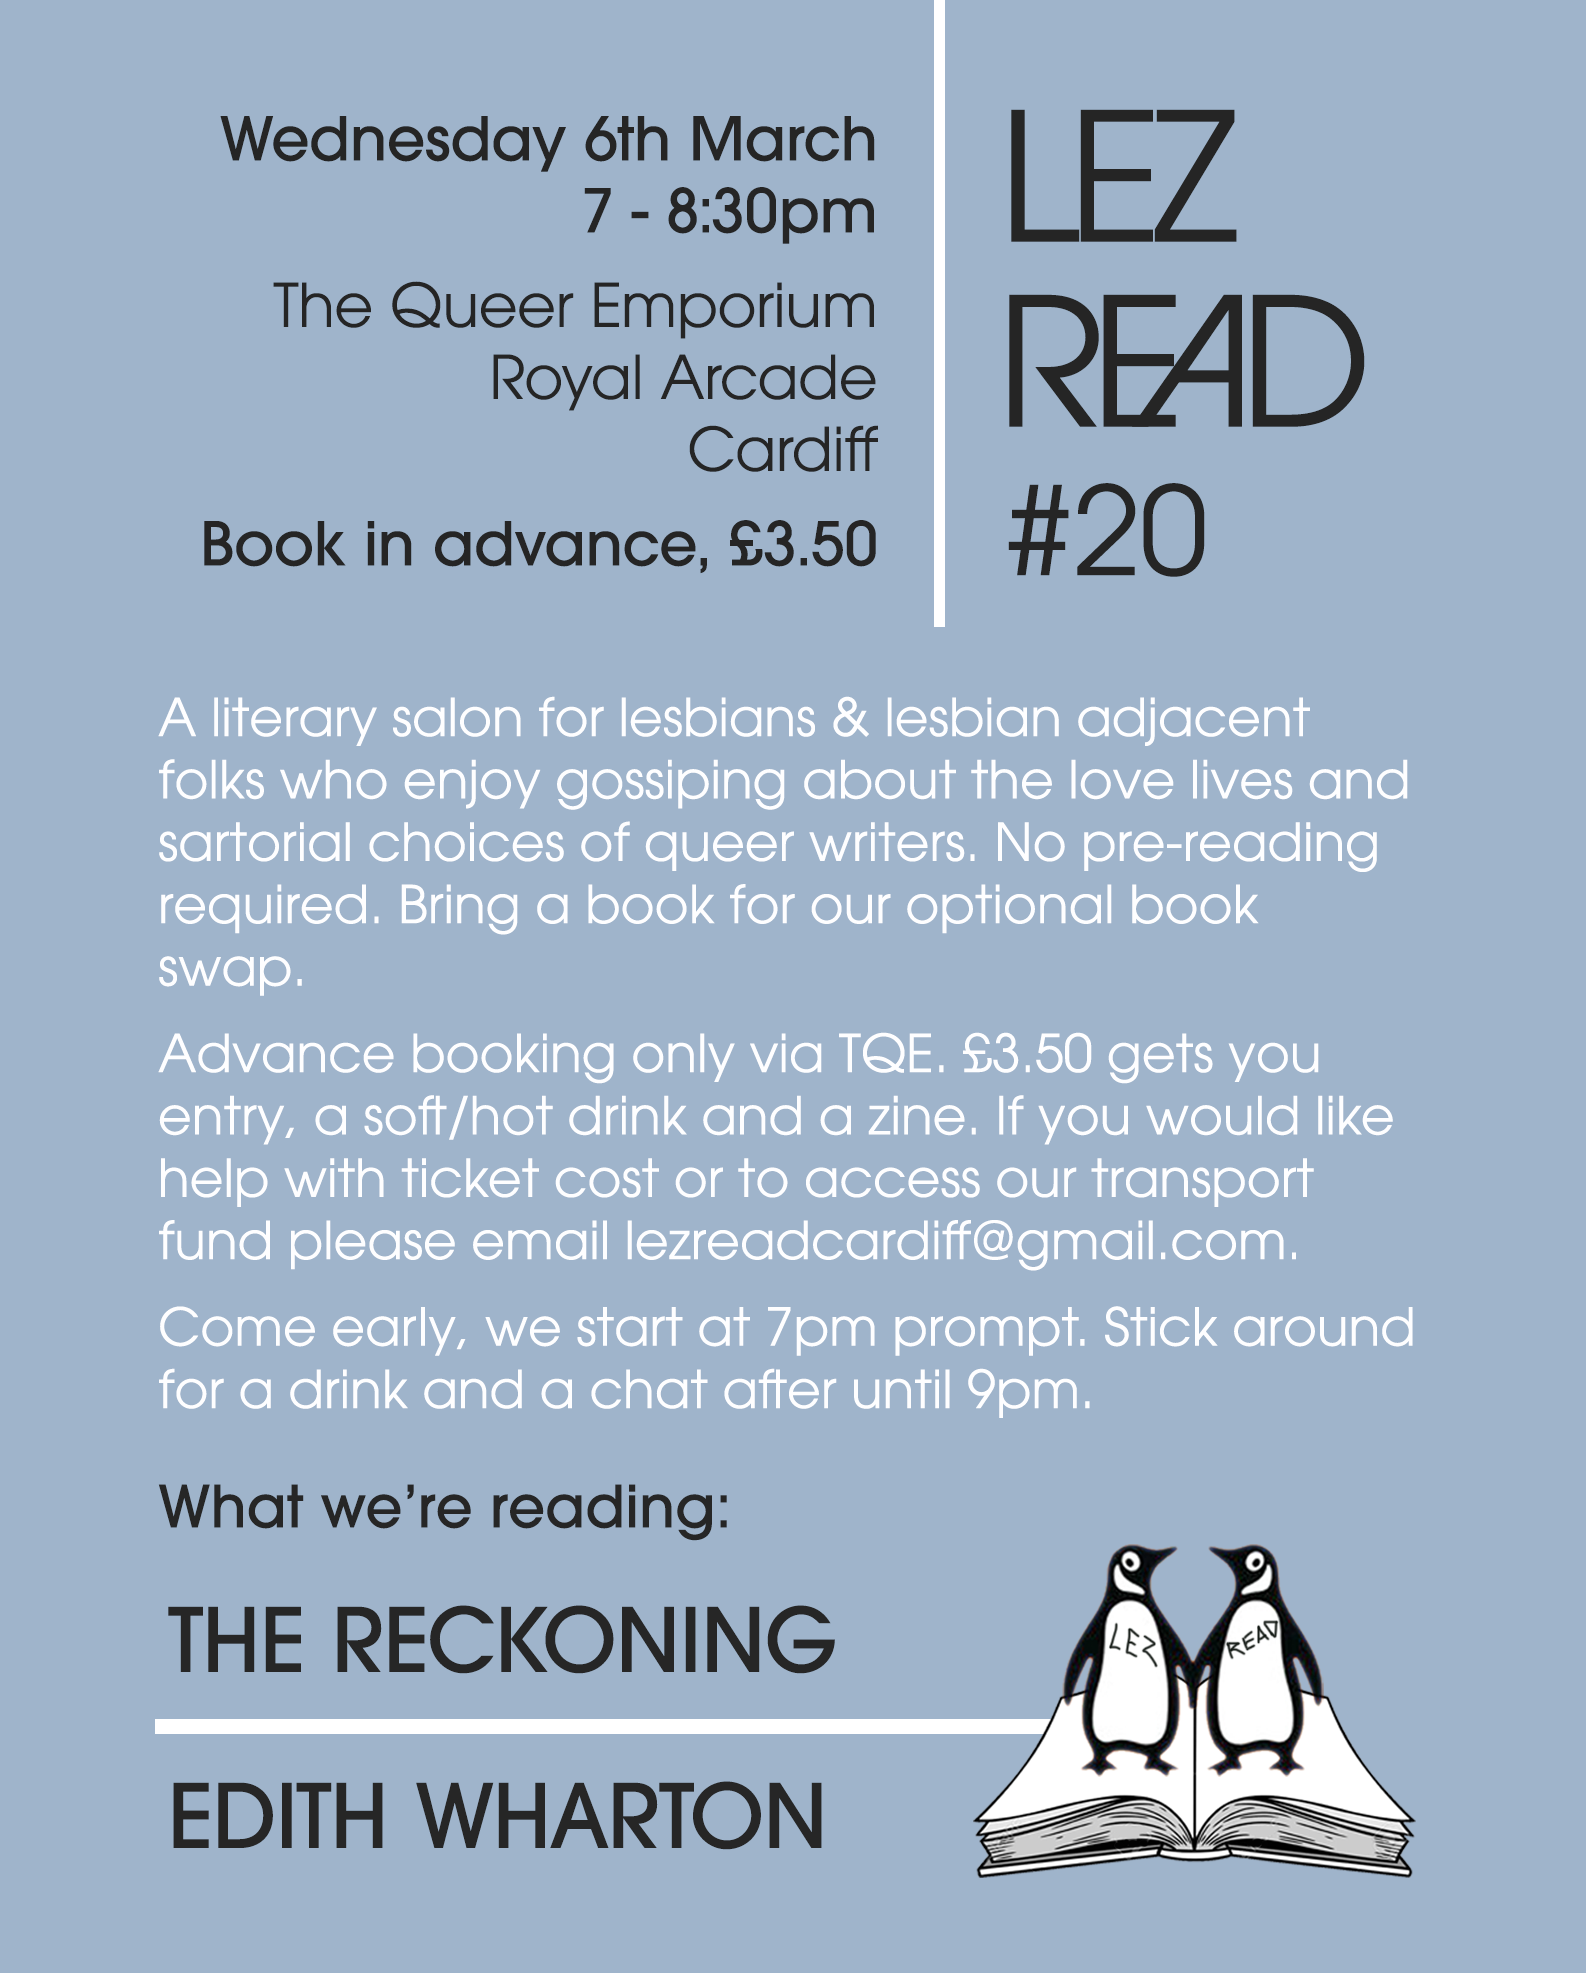 Wednesday 6th March
7 - 8:30pm
The Queer Emporium
Royal Arcade
Cardiff
Book in advance, £3.50
LEZ
READ
#20
A literary salon for lesbians & lesbian adjacent
folks who enjoy gossiping about the love lives and
sartorial choices of queer writers. No pre-reading
required. Bring a book for our optional book
swap.
Advance booking only via TQE. £3.50 gets you
entry, a soft/hot drink and a zine. If you would like
help with ticket cost or to access our transport
fund please email lezreadcardiff@gmail.com.
Come early, we start at 7pm prompt. Stick around
for a drink and a chat after until 9pm.
What we're reading:
THE RECKONING
EDITH WHARTON
LEZ
READ